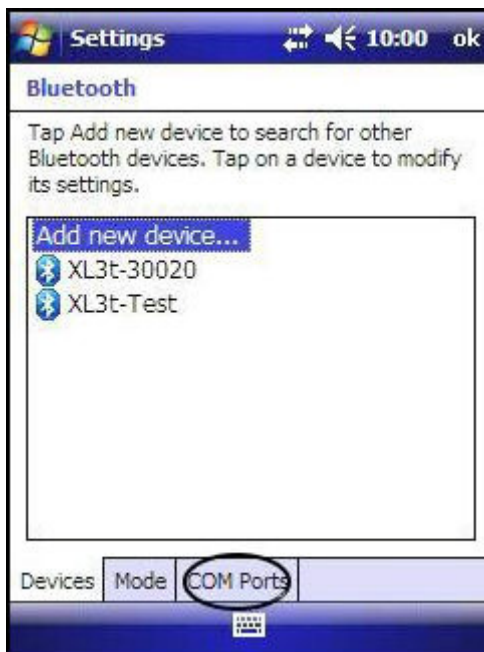 Settings 10:00 ok
Bluetooth
Tap Add new device to search for other
Bluetooth devices. Tap on a device to modify
its settings.
Add new device...
XL3t-30020
XL3t-Test
Devices Mode COM Ports